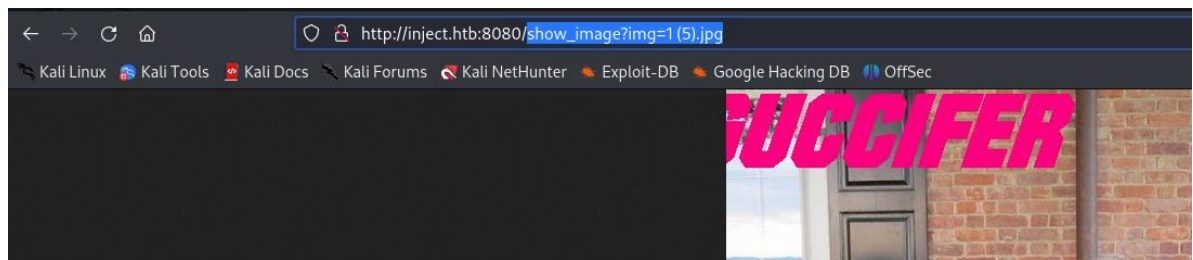 http://inject.htb:8080/show_image?img=1 (5).jpg
Kali Linux Kali Tools Kali Docs Kali Forums Kali NetHunter Exploit-DB Google Hacking DB OffSec
GUCCIFER